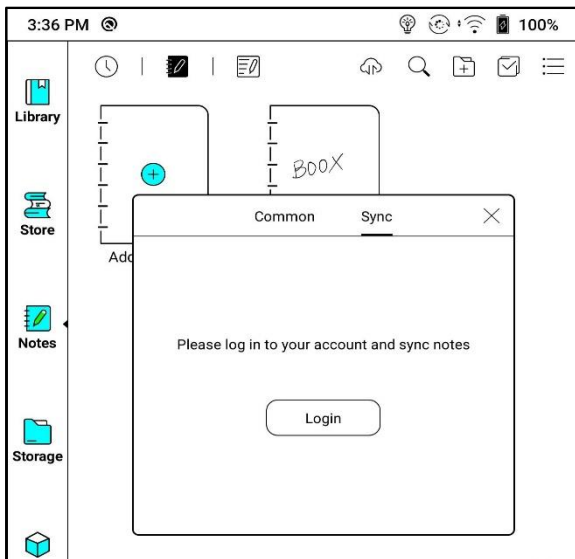 3:36 PM 100%
Library
BOOX
Store
Add
Common Sync
Notes
Please log in to your account and sync notes
Login
Storage